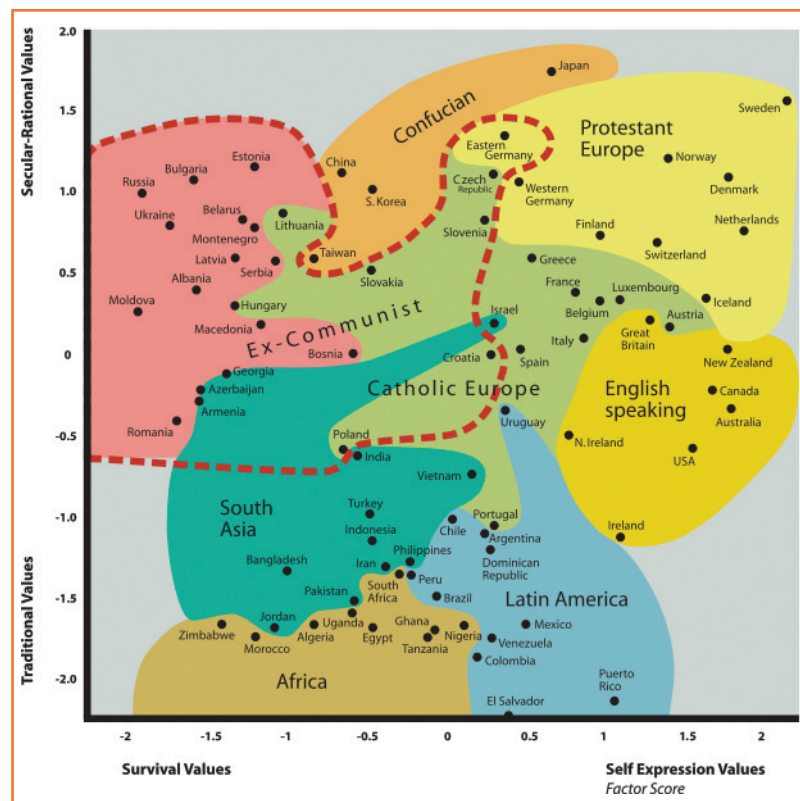 Secular-Rational Values
Traditional Values
2.0
1.5
1.0
0.5
0
-0.5
-1.0
-1.5
-2.0
Japan
Confucian
Sweden
Protestant
Europe
Eastern
Germany
Estonia
China
Bulgaria
Norway
Russia
Czech
Republic
S. Korea
Western
Germany
Denmark
Ukraine
Belarus
Lithuania
Montenegro
Slovenia
Finland
Netherlands
Switzerland
Latvia
Serbia
Taiwan
Slovakia
Greece
Albania
France
Luxembourg
Moldova
Hungary
Belgium
Austria
Iceland
Macedonia
Ex-Communist
Israel
Great
Britain
Bosnia
Croatia
Spain
Italy
New Zealand
Georgia
Azerbaijan
Armenia
Catholic Europe
English
speaking
Canada
Australia
Romania
Uruguay
N. Ireland
USA
Poland
India
Vietnam
South
Asia
Turkey
Indonesia
Chile
Portugal
Argentina
Ireland
Bangladesh
Iran
Philippines
Dominican
Republic
Pakistan
South
Africa
Peru
Brazil
Latin America
Zimbabwe
Jordan
Morocco
Algeria
Uganda
Egypt
Ghana
Tanzania
Nigeria
Mexico
Venezuela
Colombia
Africa
El Salvador
Puerto
Rico
-2
-1.5
-1
-0.5
0
0.5
1
1.5
2
Survival Values
Self Expression Values
Factor Score